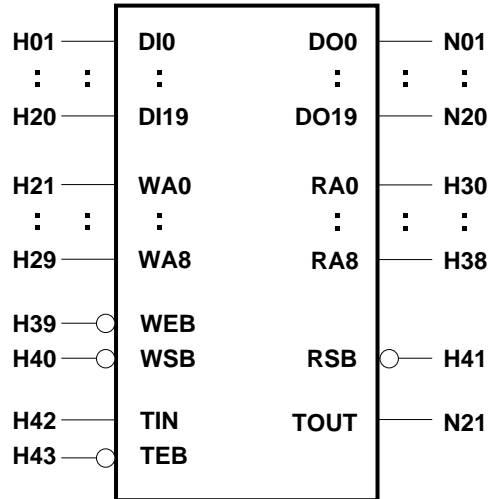 H01 DI0 DO0 N01
: : : : : :
H20 DI19 DO19 N20
H21 WA0 RA0 H30
: : : : : :
H29 WA8 RA8 H38
H39 WEB
H40 WSB RSB H41
H42 TIN TOUT N21
H43 TEB